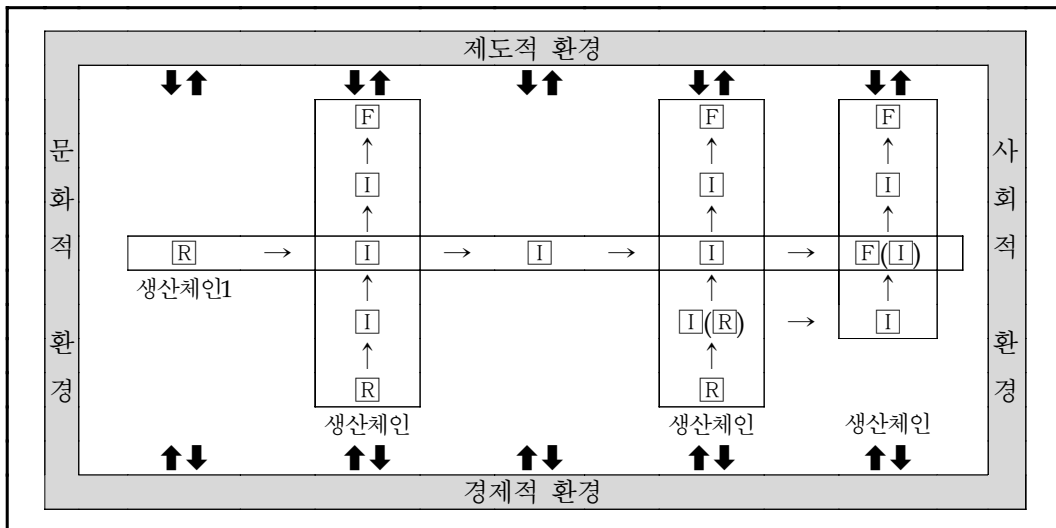 제도적 환경
문화적 환경
사회적 환경
F F F
I I I
R → I → I → I → F(I)
생산체인1
I I(R) → I
R R
생산체인 생산체인 생산체인
경제적 환경